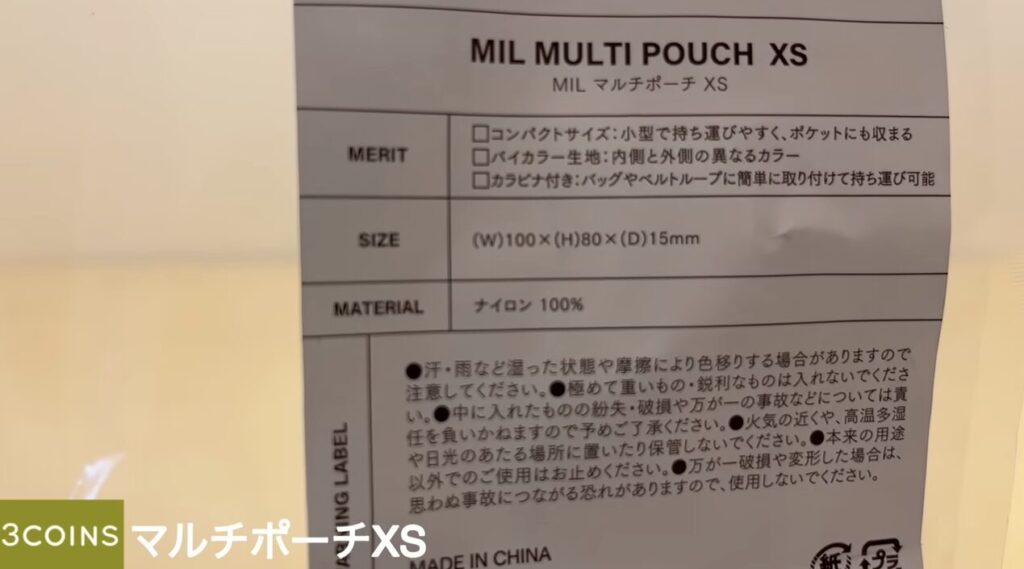 MIL MULTI POUCH XS
MIL マルチポーチ XS
MERIT
□コンパクトサイズ:小型で持ち運びやすく、ポケットにも収まる
□バイカラー生地:内側と外側の異なるカラー
□カラビナ付き:バッグやベルトループに簡単に取り付けて持ち運び可能
SIZE
(W)100×(H)80×(D)15mm
MATERIAL
ナイロン 100%
●汗・雨など湿った状態や摩擦により色移りする場合がありますので
注意してください。●極めて重いもの・鋭利なものは入れないでくださ
い。●中に入れたものの紛失・破損や万が一の事故などについては責
任を負いかねますので予めご了承ください。●火気の近くや、高温多湿
や日光のあたる場所に置いたり保管しないでください。●本来の用途
以外でのご使用はお止めください。●万が一破損や変形した場合は、
思わぬ事故につながる恐れがありますので、使用しないでください。
LABEL
MADE IN CHINA
紙
プラ
3COINS
マルチポーチXS